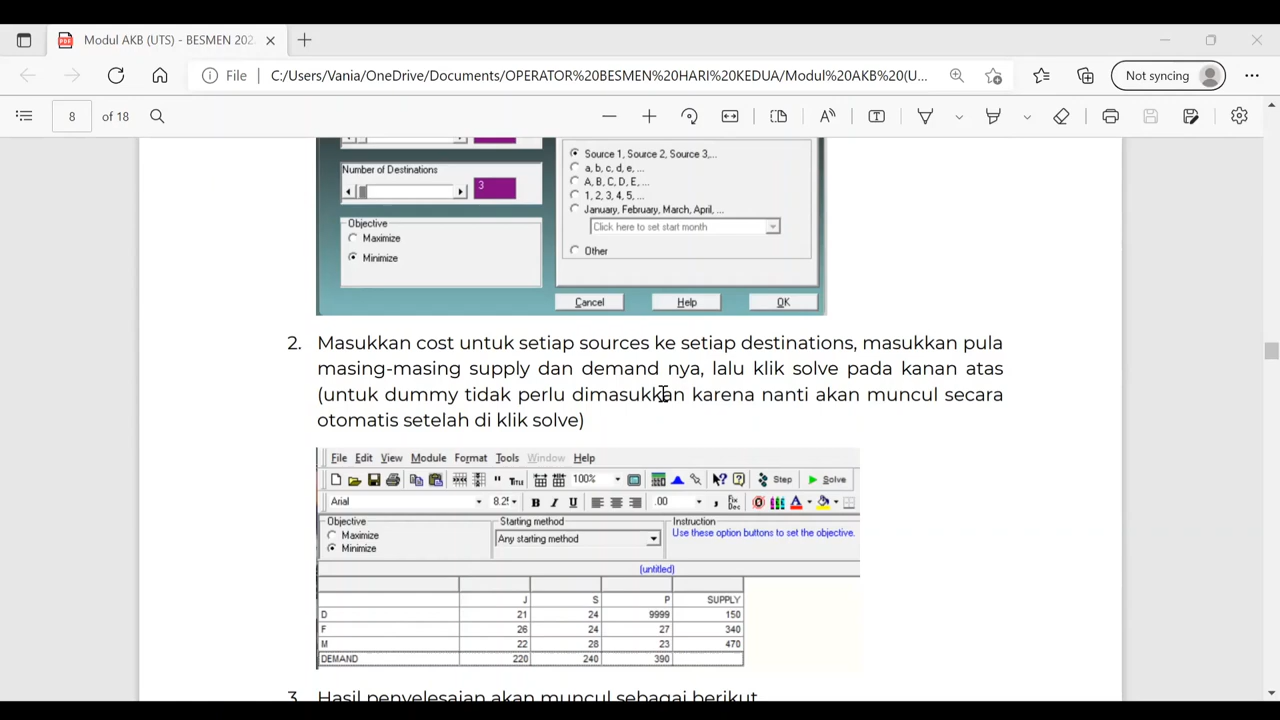 Modul AKB (UTS) - BESMEN 202
File C:/Users/Vania/OneDrive/Documents/OPERATOR%20BESMEN%20HARI%20KEDUA/Modul%20AKB%20(U... Not syncing
8 of 18
Source 1, Source 2, Source 3,...
Number of Destinations
a, b, c, d, e, ...
A, B, C, D, E, ...
3
1, 2, 3, 4, 5, ...
January, February, March, April, ...
Objective
Click here to set start month
Maximize
Other
Minimize
Cancel Help OK
2. Masukkan cost untuk setiap sources ke setiap destinations, masukkan pula
masing-masing supply dan demand nya, lalu klik solve pada kanan atas
(untuk dummy tidak perlu dimasukkan karena nanti akan muncul secara
otomatis setelah di klik solve)
File Edit View Module Format Tools Window Help
100% Step Solve
Arial B I U .00 , Fix Dec A
Objective Starting method Instruction
Maximize Any starting method Use these option buttons to set the objective.
Minimize
(untitled)
J S P SUPPLY
D 21 24 9999 150
F 26 24 27 340
M 22 28 23 470
DEMAND 220 240 390
3. Hasil penyelesaian akan muncul sebagai berikut